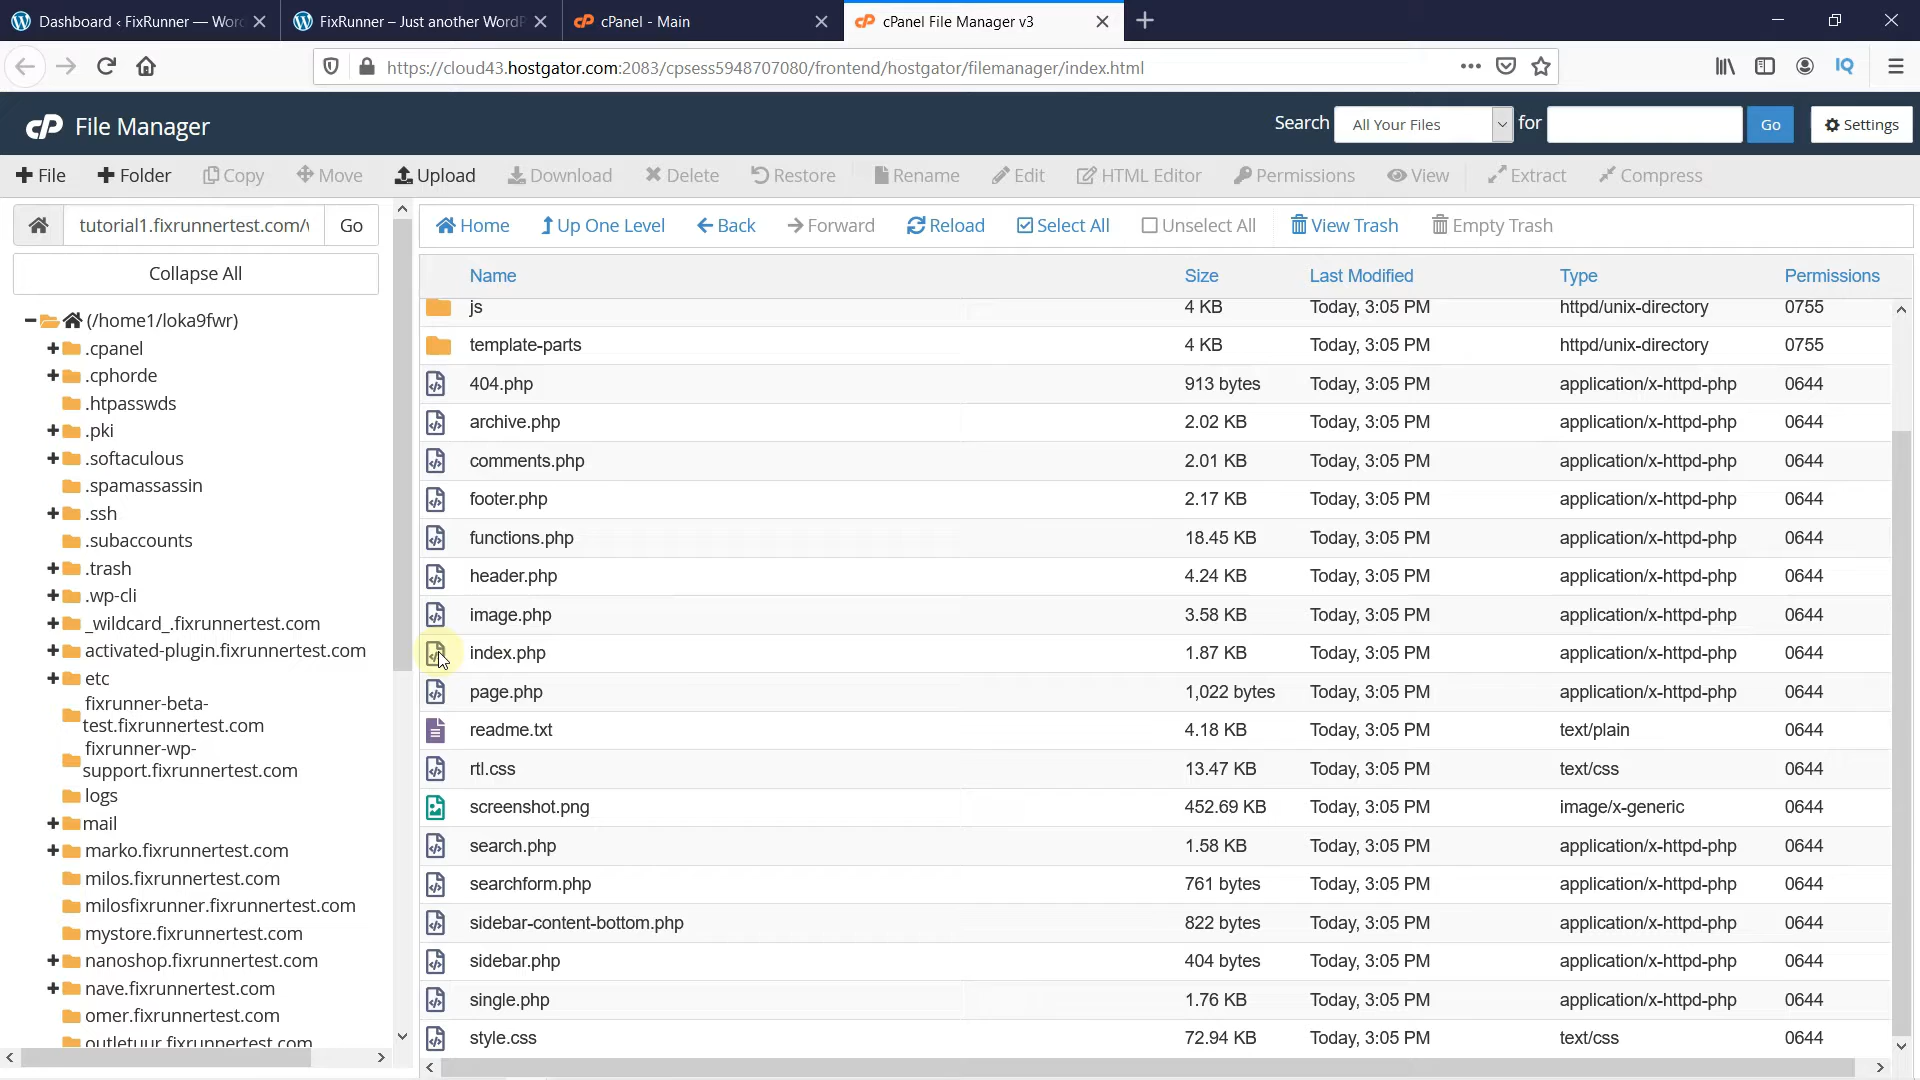 Dashboard ‹ FixRunner — Wor
FixRunner – Just another WordP
cPanel - Main
cPanel File Manager v3
https://cloud43.hostgator.com:2083/cpsess5948707080/frontend/hostgator/filemanager/index.html
IQ
cP File Manager
Search All Your Files for Go Settings
File Folder Copy Move Upload Download Delete Restore Rename Edit HTML Editor Permissions View Extract Compress
tutorial1.fixrunnertest.com/ Go
Home Up One Level Back Forward Reload Select All Unselect All View Trash Empty Trash
Collapse All
(/home1/loka9fwr)
.cpanel
.cphorde
.htpasswds
.pki
.softaculous
.spamassassin
.ssh
.subaccounts
.trash
.wp-cli
_wildcard_.fixrunnertest.com
activated-plugin.fixrunnertest.com
etc
fixrunner-beta-
test.fixrunnertest.com
fixrunner-wp-
support.fixrunnertest.com
logs
mail
marko.fixrunnertest.com
milos.fixrunnertest.com
milosfixrunner.fixrunnertest.com
mystore.fixrunnertest.com
nanoshop.fixrunnertest.com
nave.fixrunnertest.com
omer.fixrunnertest.com
outletuur.fixrunnertest.com
Name Size Last Modified Type Permissions
js 4 KB Today, 3:05 PM httpd/unix-directory 0755
template-parts 4 KB Today, 3:05 PM httpd/unix-directory 0755
404.php 913 bytes Today, 3:05 PM application/x-httpd-php 0644
archive.php 2.02 KB Today, 3:05 PM application/x-httpd-php 0644
comments.php 2.01 KB Today, 3:05 PM application/x-httpd-php 0644
footer.php 2.17 KB Today, 3:05 PM application/x-httpd-php 0644
functions.php 18.45 KB Today, 3:05 PM application/x-httpd-php 0644
header.php 4.24 KB Today, 3:05 PM application/x-httpd-php 0644
image.php 3.58 KB Today, 3:05 PM application/x-httpd-php 0644
index.php 1.87 KB Today, 3:05 PM application/x-httpd-php 0644
page.php 1,022 bytes Today, 3:05 PM application/x-httpd-php 0644
readme.txt 4.18 KB Today, 3:05 PM text/plain 0644
rtl.css 13.47 KB Today, 3:05 PM text/css 0644
screenshot.png 452.69 KB Today, 3:05 PM image/x-generic 0644
search.php 1.58 KB Today, 3:05 PM application/x-httpd-php 0644
searchform.php 761 bytes Today, 3:05 PM application/x-httpd-php 0644
sidebar-content-bottom.php 822 bytes Today, 3:05 PM application/x-httpd-php 0644
sidebar.php 404 bytes Today, 3:05 PM application/x-httpd-php 0644
single.php 1.76 KB Today, 3:05 PM application/x-httpd-php 0644
style.css 72.94 KB Today, 3:05 PM text/css 0644